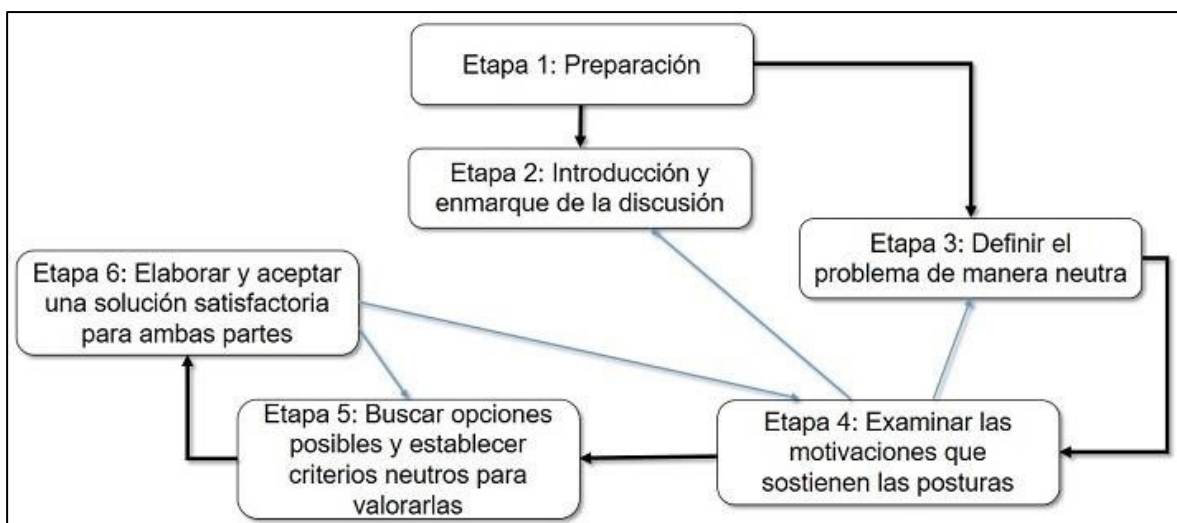 Etapa 1: Preparación
Etapa 2: Introducción y
enmarque de la discusión
Etapa 3: Definir el
problema de manera neutra
Etapa 4: Examinar las
motivaciones que
sostienen las posturas
Etapa 5: Buscar opciones
posibles y establecer
criterios neutros para
valorarlas
Etapa 6: Elaborar y aceptar
una solución satisfactoria
para ambas partes